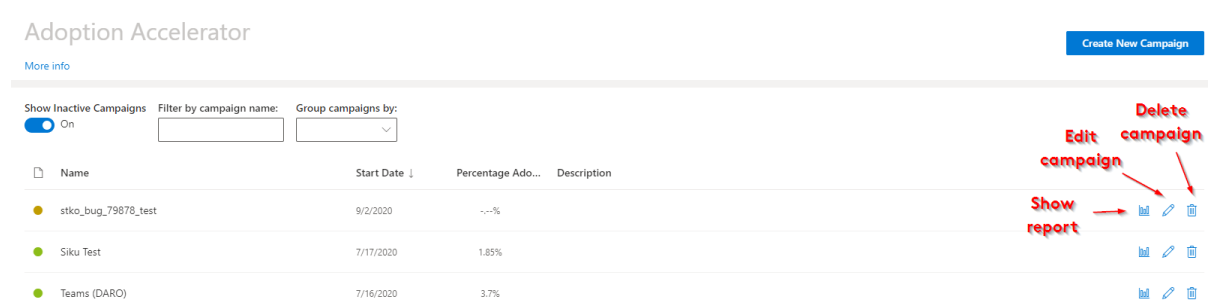 Adoption Accelerator
Create New Campaign
More info
Show Inactive Campaigns Filter by campaign name: Group campaigns by:
On
Delete
campaign
Edit
campaign
Name Start Date ↓ Percentage Ado... Description
stko_bug_79878_test 9/2/2020 -,--%
Show
report
Siku Test 7/17/2020 1.85%
Teams (DARO) 7/16/2020 3.7%